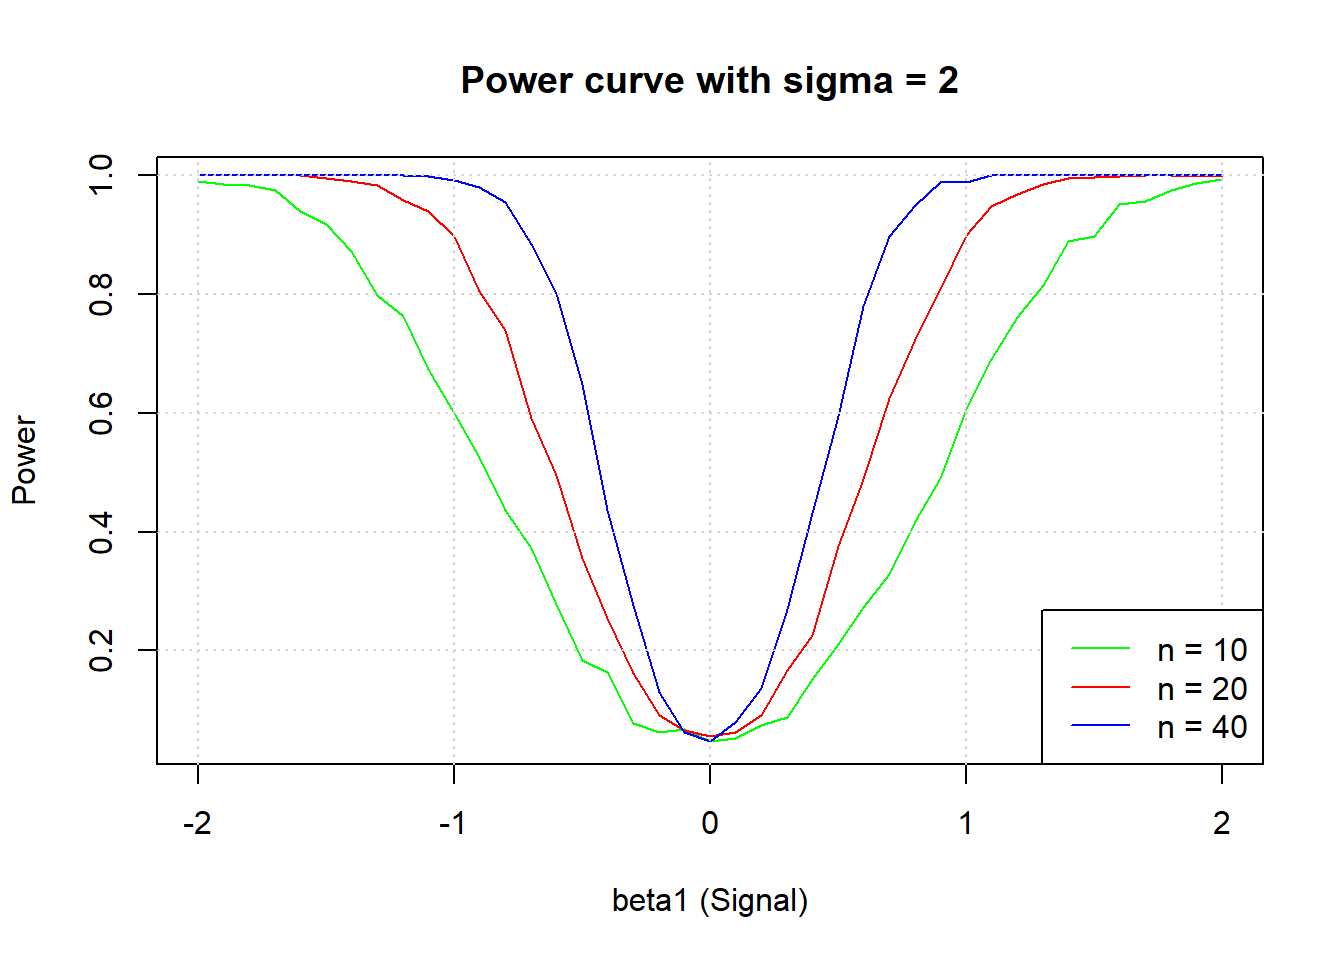 Power curve with sigma = 2
Power
1.0
0.8
0.6
0.4
0.2
-2
-1
0
1
2
beta1 (Signal)
n = 10
n = 20
n = 40